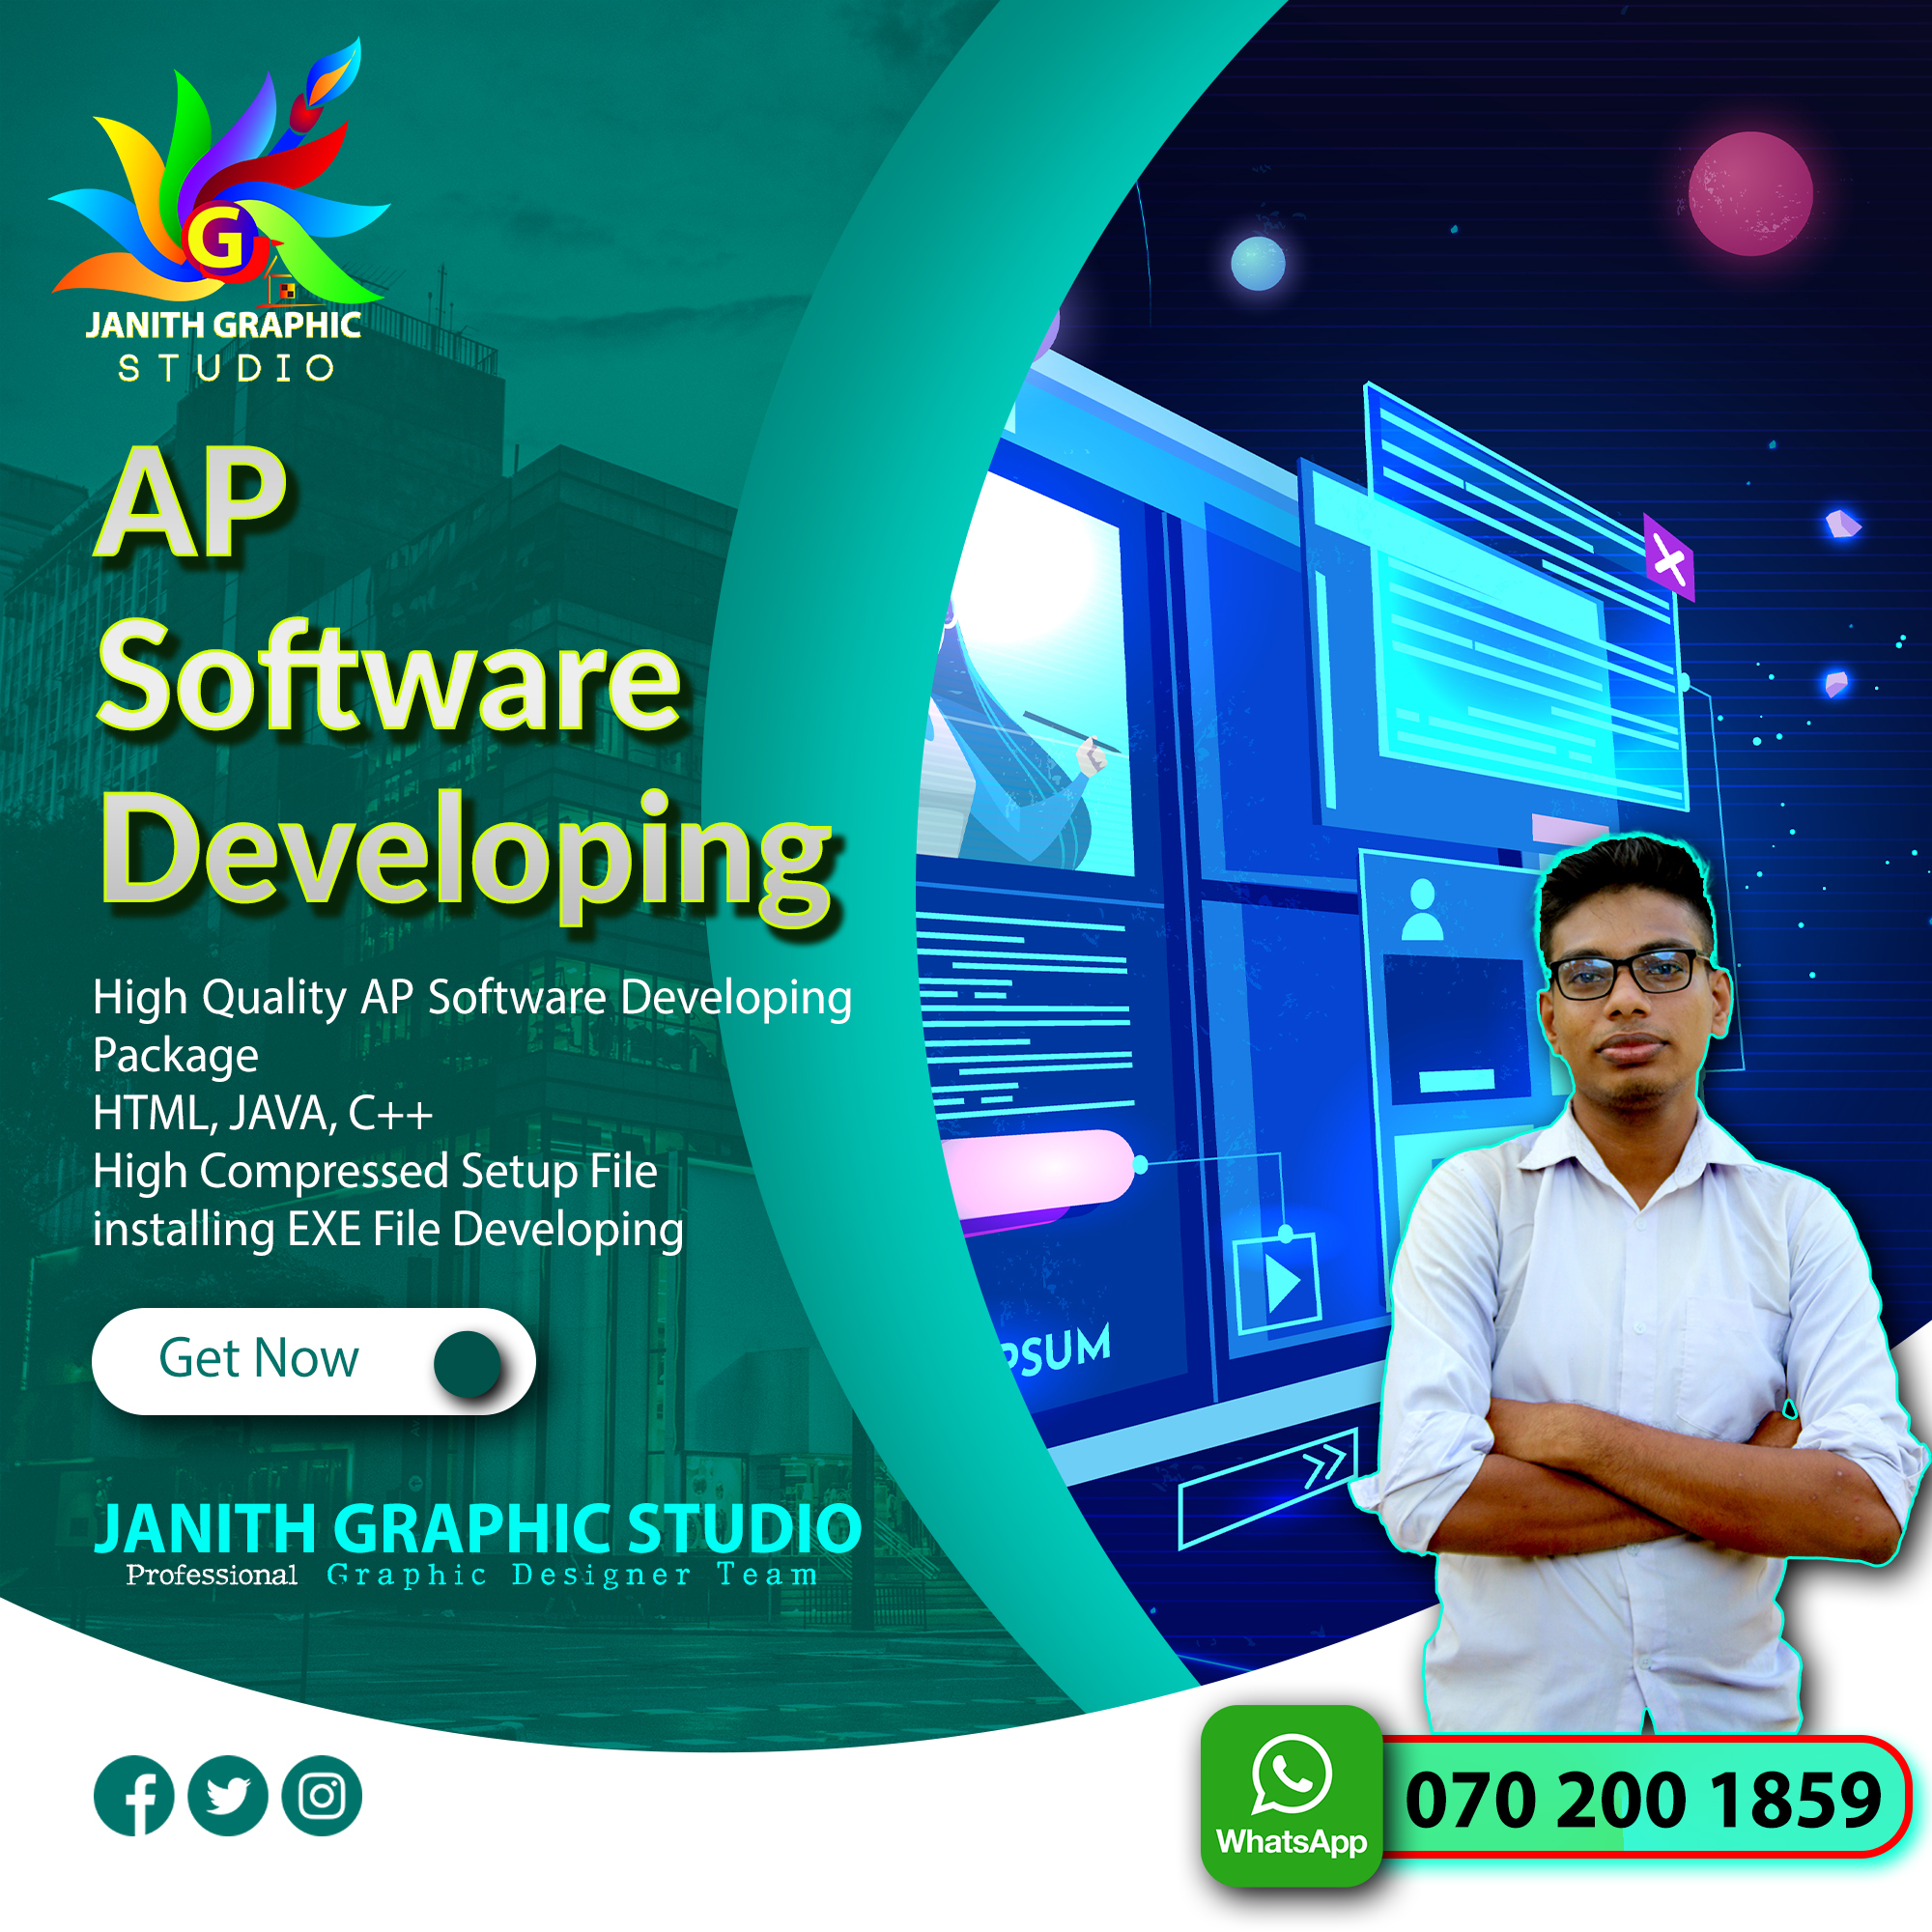 G
JANITH GRAPHIC
STUDIO
AP
Software
Developing
High Quality AP Software Developing
Package
HTML, JAVA, C++
High Compressed Setup File
installing EXE File Developing
Get Now
PSUM
JANITH GRAPHIC STUDIO
Professional Graphic Designer Team
WhatsApp
070 200 1859